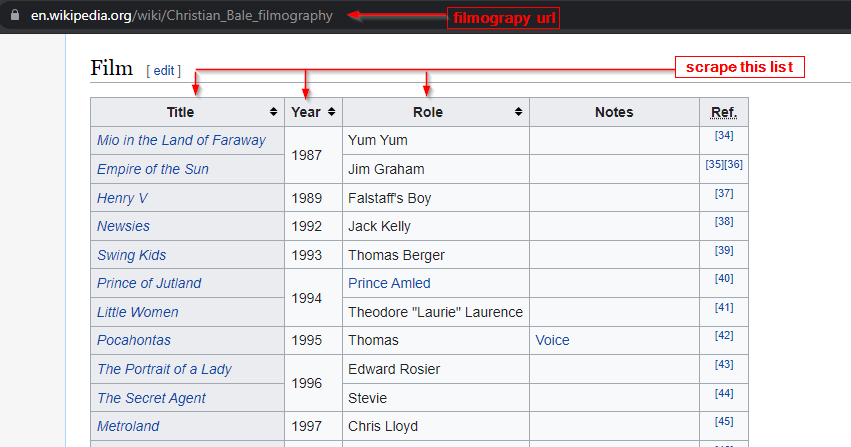 en.wikipedia.org/wiki/Christian_Bale_filmography
filmograpy url
Film [ edit ]
scrape this list
Title Year Role Notes Ref.
Mio in the Land of Faraway 1987 Yum Yum [34]
Empire of the Sun Jim Graham [35][36]
Henry V 1989 Falstaff's Boy [37]
Newsies 1992 Jack Kelly [38]
Swing Kids 1993 Thomas Berger [39]
Prince of Jutland 1994 Prince Amled [40]
Little Women Theodore "Laurie" Laurence [41]
Pocahontas 1995 Thomas Voice [42]
The Portrait of a Lady 1996 Edward Rosier [43]
The Secret Agent Stevie [44]
Metroland 1997 Chris Lloyd [45]